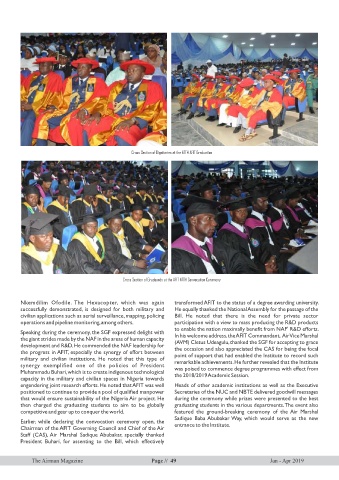 Cross Section of Dignitaries at the 40TH AFIT Graduation
Cross Section of Graduands at the AFIT 40TH Convocation Ceremony
Nkemdilim Ofodile. The Hexacopter, which was again
successfully demonstrated, is designed for both military and
civilian applications such as aerial surveillance, mapping, policing
operations and pipeline monitoring, among others.
Speaking during the ceremony, the SGF expressed delight with
the giant strides made by the NAF in the areas of human capacity
development and R&D. He commended the NAF leadership for
the progress in AFIT, especially the synergy of effort between
military and civilian institutions. He noted that this type of
synergy exemplified one of the policies of President
Muhammadu Buhari, which is to create indigenous technological
capacity in the military and civilian spaces in Nigeria towards
engendering joint research efforts. He noted that AFIT was well
positioned to continue to provide a pool of qualified manpower
that would ensure sustainability of the Nigeria Air project. He
then charged the graduating students to aim to be globally
competitive and gear up to conquer the world.
Earlier while declaring the convocation ceremony open, the
Chairman of the AFIT Governing Council and Chief of the Air
Staff (CAS), Air Marshal Sadique Abubakar, specially thanked
President Buhari, for assenting to the Bill, which effectively
transformed AFIT to the status of a degree awarding university.
He equally thanked the National Assembly for the passage of the
Bill. He noted that there is the need for private sector
participation with a view to mass producing the R&D products
to enable the nation maximally benefit from NAF R&D efforts.
In his welcome address, the AFIT Commandant, Air Vice Marshal
(AVM) Cletus Udeagulu, thanked the SGF for accepting to grace
the occasion and also appreciated the CAS for being the focal
point of support that had enabled the Institute to record such
remarkable achievements. He further revealed that the Institute
was poised to commence degree programmes with effect from
the 2018/2019 Academic Session.
Heads of other academic institutions as well as the Executive
Secretaries of the NUC and NBTE delivered goodwill messages
during the ceremony while prizes were presented to the best
graduating students in the various departments. The event also
featured the ground-breaking ceremony of the Air Marshal
Sadique Baba Abubakar Way, which would serve as the new
entrance to the Institute.
The Airman Magazine Page // 49 Jan - Apr 2019